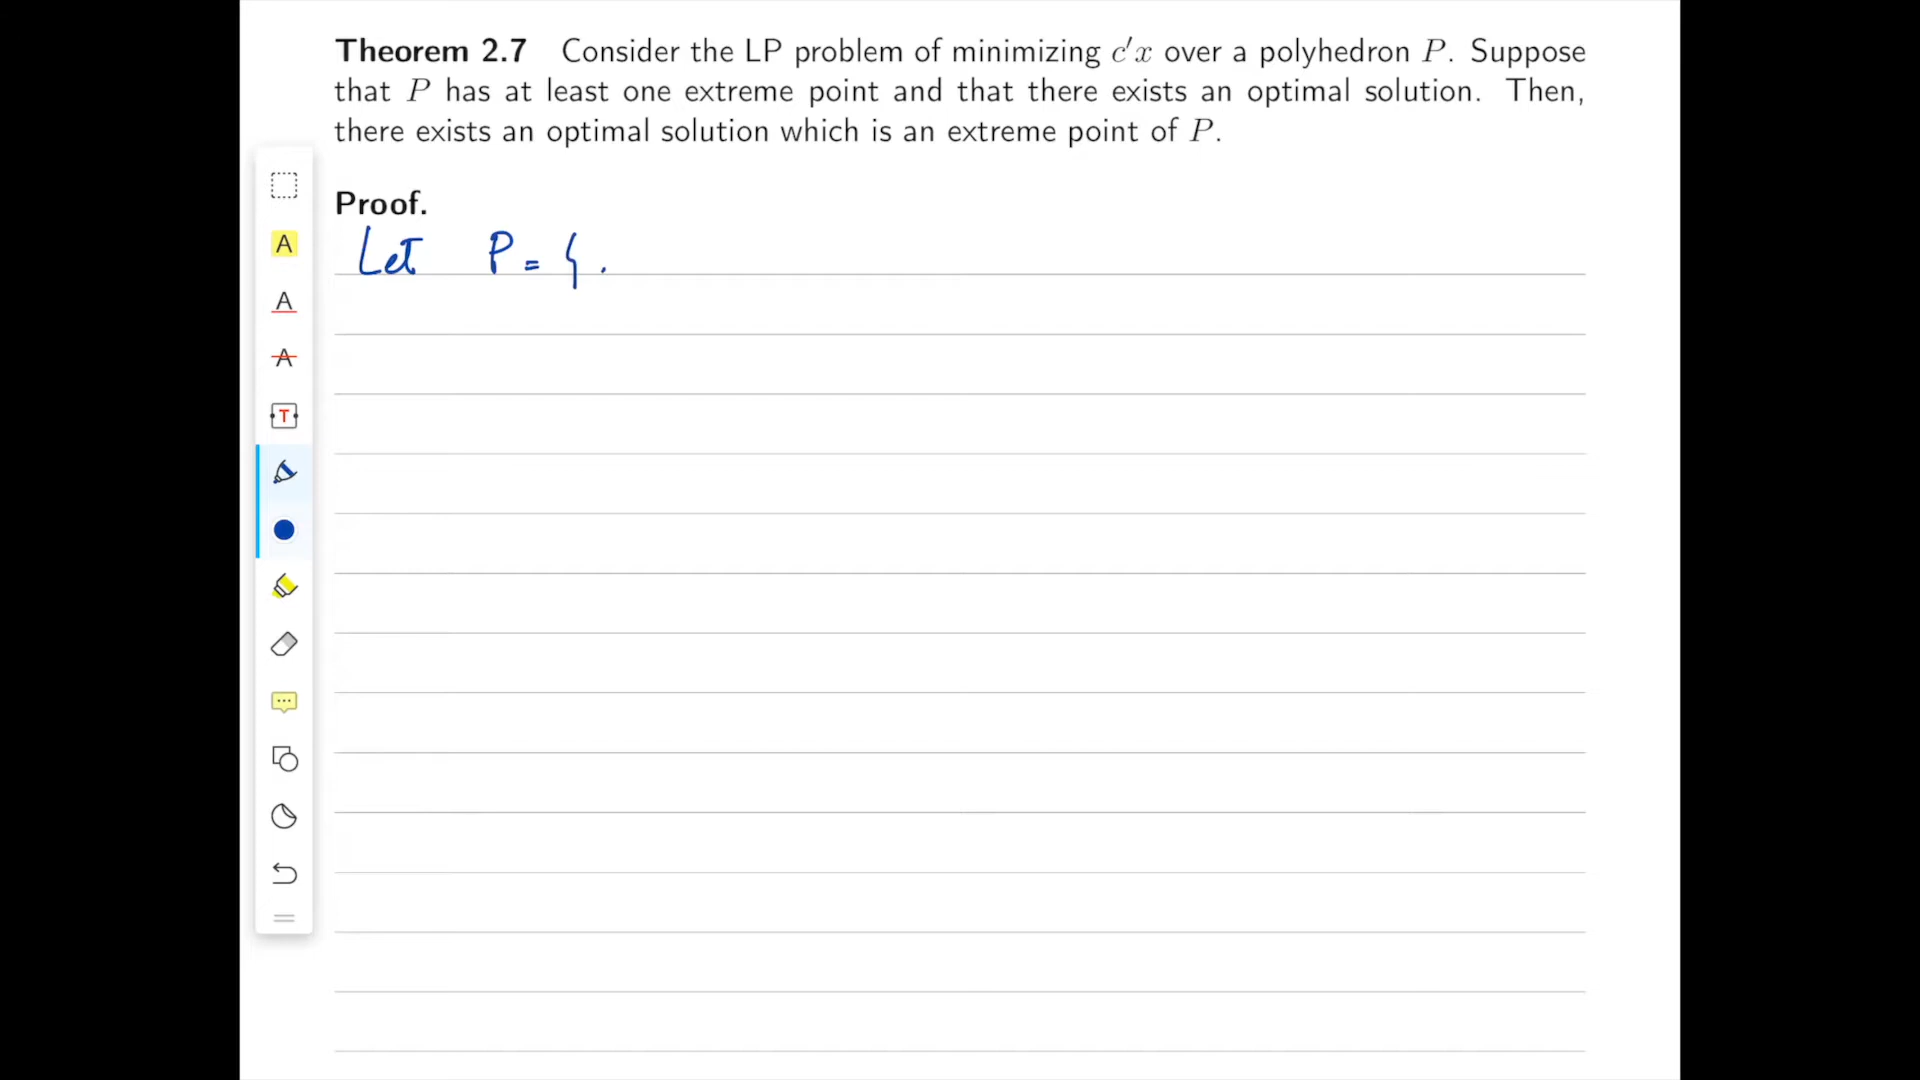 Theorem 2.7 Consider the LP problem of minimizing c′x over a polyhedron P. Suppose
that P has at least one extreme point and that there exists an optimal solution. Then,
there exists an optimal solution which is an extreme point of P.
Proof.
Let P = { .
A
A
A
T